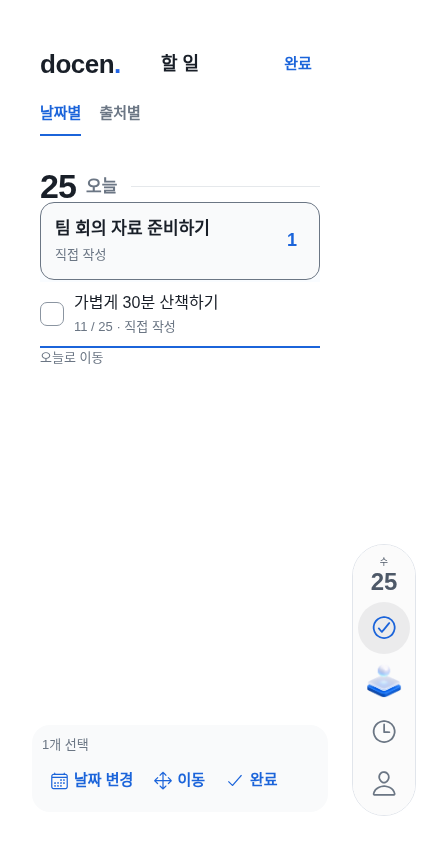 docen.
할 일
완료
날짜별 출처별
25 오늘
팀 회의 자료 준비하기
직접 작성
1
가볍게 30분 산책하기
11 / 25 · 직접 작성
오늘로 이동
수
25
1개 선택
날짜 변경 이동 완료